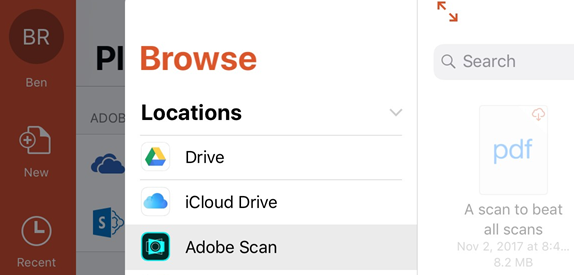 BR
Ben
New
Recent
Pl
ADOB
Browse
Locations
Drive
iCloud Drive
Adobe Scan
Search
pdf
A scan to beat
all scans
Nov 2, 2017 at 8:4...
8.2 MB